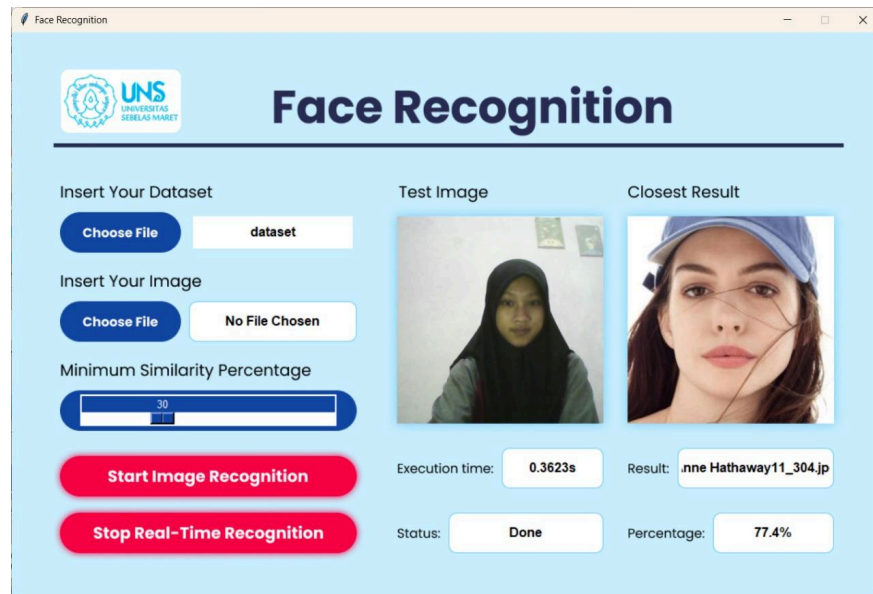 Face Recognition
UNS
UNIVERSITAS
SEBELAS MARET
Face Recognition
Insert Your Dataset
Choose File
dataset
Insert Your Image
Choose File
No File Chosen
Minimum Similarity Percentage
30
Start Image Recognition
Stop Real-Time Recognition
Test Image
Execution time: 0.3623s
Status: Done
Closest Result
Result: nne Hathaway11_304.jp
Percentage: 77.4%